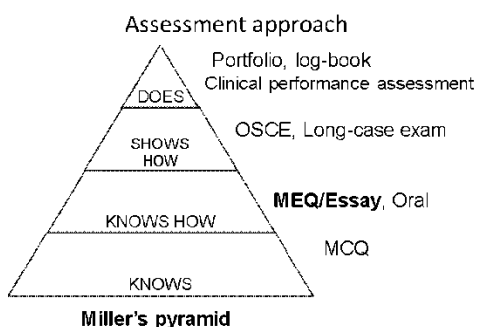 Assessment approach
Portfolio, log-book
Clinical performance assessment
DOES
OSCE, Long-case exam
SHOWS
HOW
MEQ/Essay, Oral
KNOWS HOW
MCQ
KNOWS
Miller's pyramid